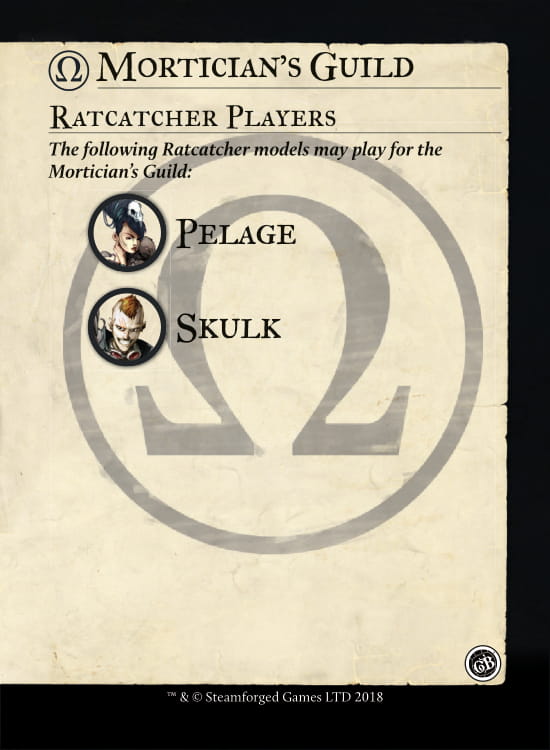 Ω Mortician's Guild
Ratcatcher Players
The following Ratcatcher models may play for the
Mortician's Guild:
Pelage
Skulk
Ω
GB
™ & © Steamforged Games LTD 2018